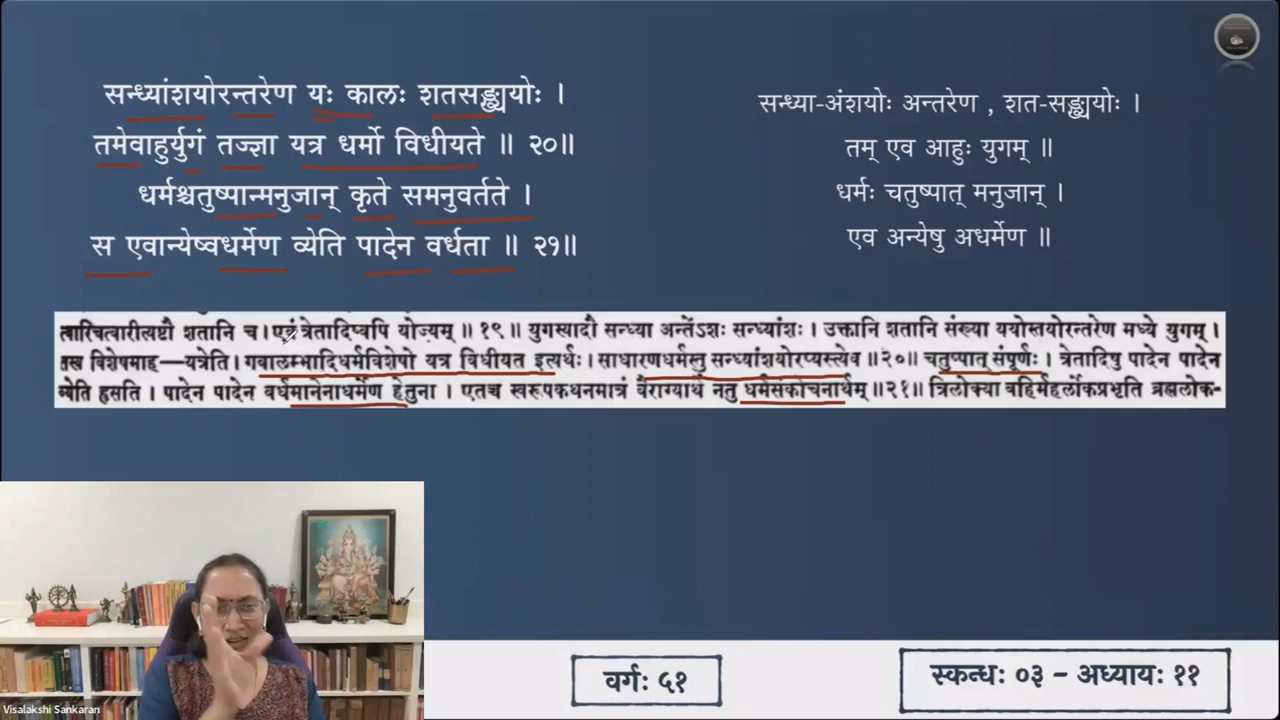 सन्ध्यांशयोरन्तरेण यः कालः शतसङ्ख्ययोः ।
तमेवाहुर्युगं तज्ज्ञा यत्र धर्मो विधीयते ॥ २०॥
धर्मश्चतुष्पान्मनुजान् कृते समनुवर्तते ।
स एवान्येष्वधर्मेण व्येति पादेन वर्धता ॥ २१॥
सन्ध्या-अंशयोः अन्तरेण , शत-सङ्ख्ययोः ।
तम् एव आहुः युगम् ॥
धर्मः चतुष्पात् मनुजान् ।
एव अन्येषु अधर्मेण ॥
शतानि च । एवं त्रेतादिष्वपि योज्यम् ॥ १९ ॥ युगस्यादौ सन्ध्या अन्तेंऽशः सन्ध्यांशः । उक्तानि शतानि संख्या ययोस्तयोरन्तरेण मध्ये युगम् ।
तस्य विशेषमाह—यत्रेति । गवालम्भादिधर्मविशेषो यत्र विधीयत इत्यर्थः । साधारणधर्मस्तु सन्ध्यांशयोरप्यस्त्येव ॥ २० ॥ चतुष्पात् संपूर्णः । त्रेतादिषु पादेन पादेन
व्येति ह्रसति । पादेन पादेन वर्धमानेनाधर्मेण हेतुना । एतच्च स्वरूपकथनमात्रं वैराग्यार्थं नतु धर्मसंकोचनार्थम् ॥ २१ ॥ त्रिलोक्या बहिर्महर्लोकप्रभृति ब्रह्मलोक-
Visalakshi Sankaran
वर्गः ५१
स्कन्धः ०३ – अध्यायः ११